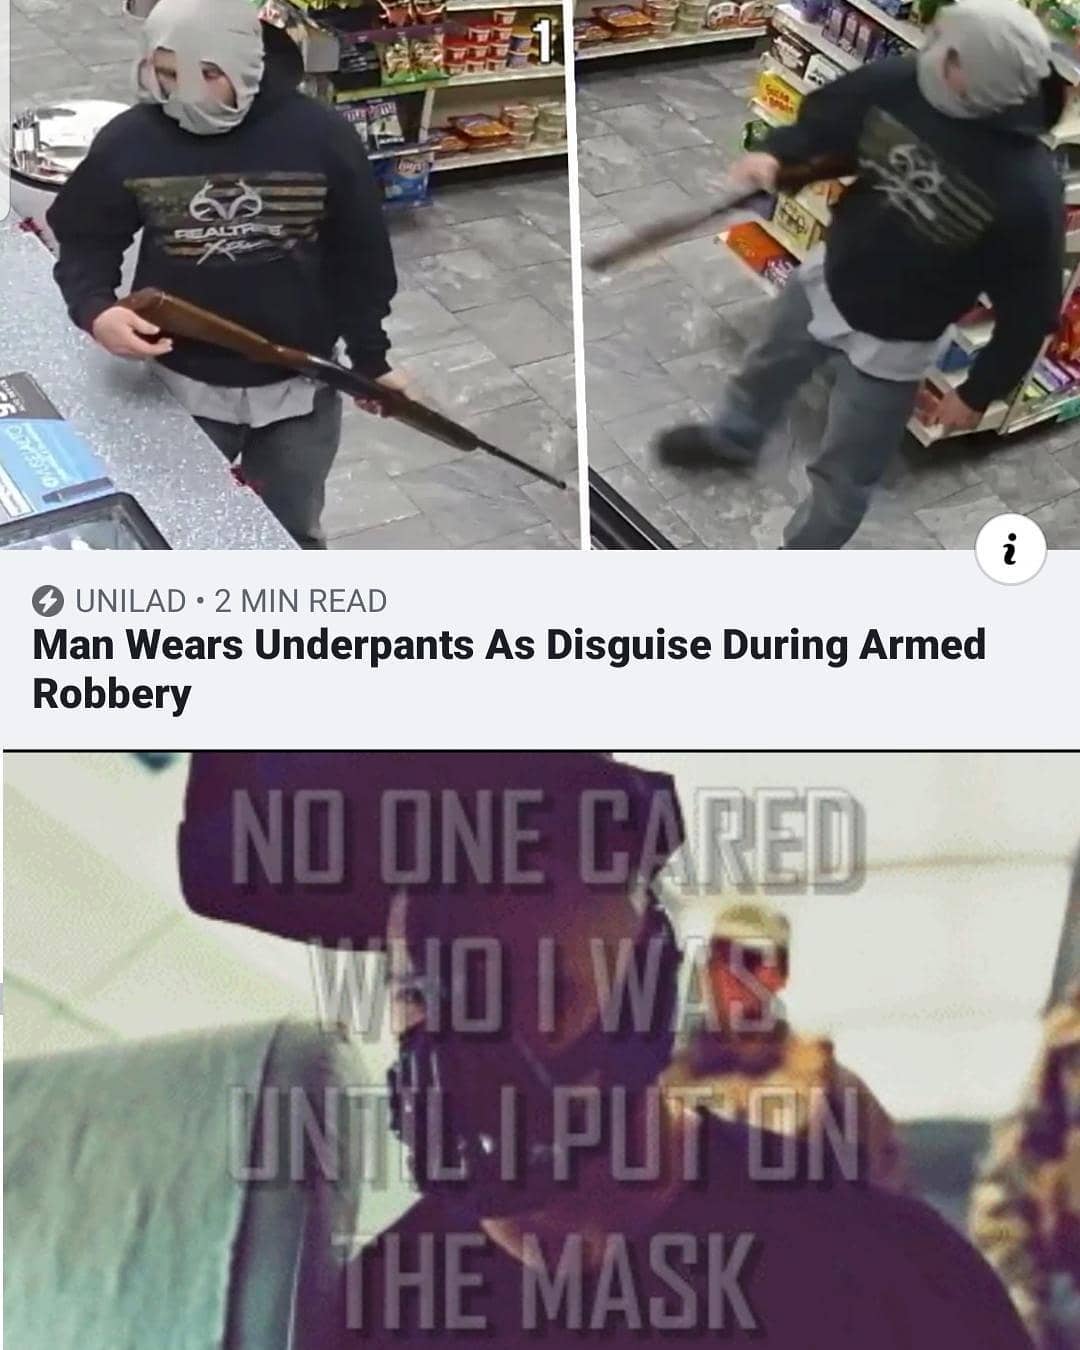 1
REALTREE
UNILAD • 2 MIN READ
Man Wears Underpants As Disguise During Armed
Robbery
NO ONE CARED
WHO I WAS
UNTIL I PUT ON
THE MASK